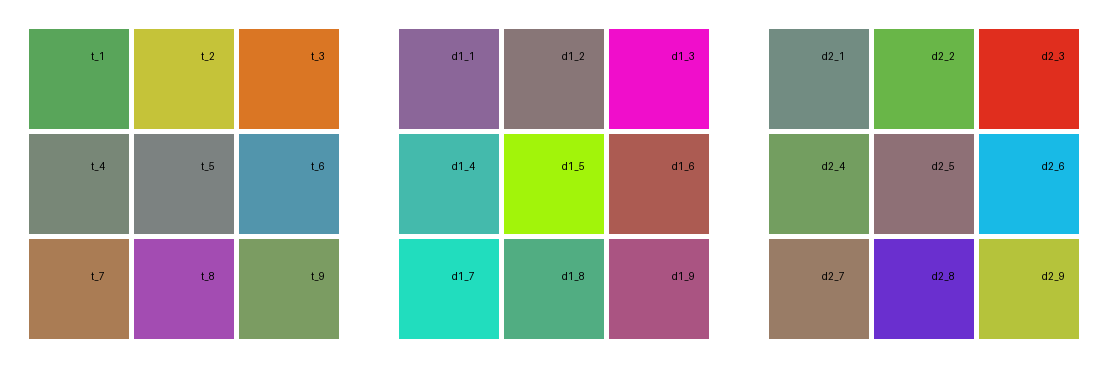 t_1 t_2 t_3 d1_1 d1_2 d1_3 d2_1 d2_2 d2_3
t_4 t_5 t_6 d1_4 d1_5 d1_6 d2_4 d2_5 d2_6
t_7 t_8 t_9 d1_7 d1_8 d1_9 d2_7 d2_8 d2_9